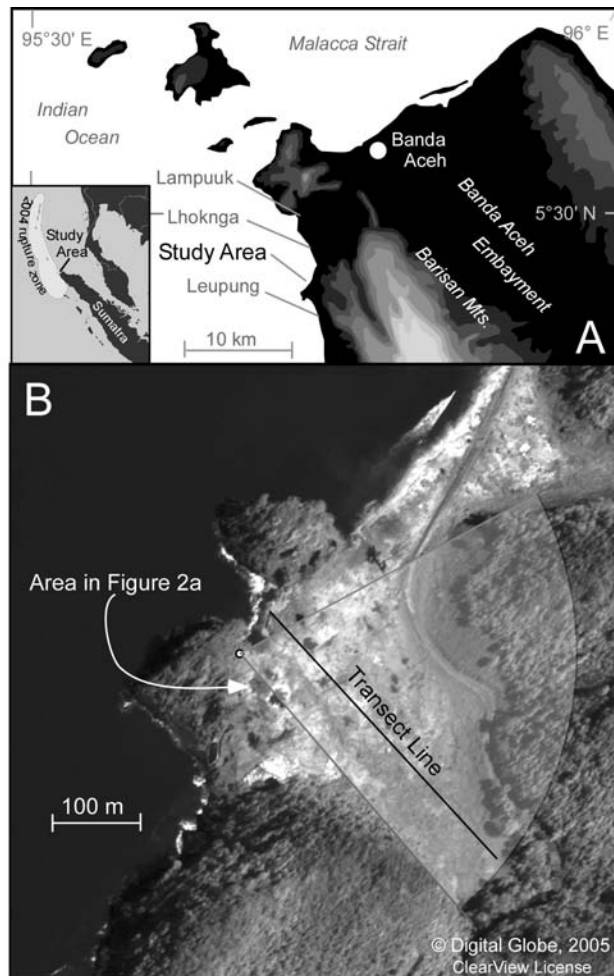 95°30' E
Malacca Strait
96° E
Indian
Ocean
Banda
Aceh
Lampuuk
Banda Aceh
Embayment
5°30' N
Lhoknga
Study Area
Barisan Mts.
Leupung
10 km
A
2004 rupture zone
Study
Area
Sumatra
B
Area in Figure 2a
Transect Line
100 m
© Digital Globe, 2005
ClearView License